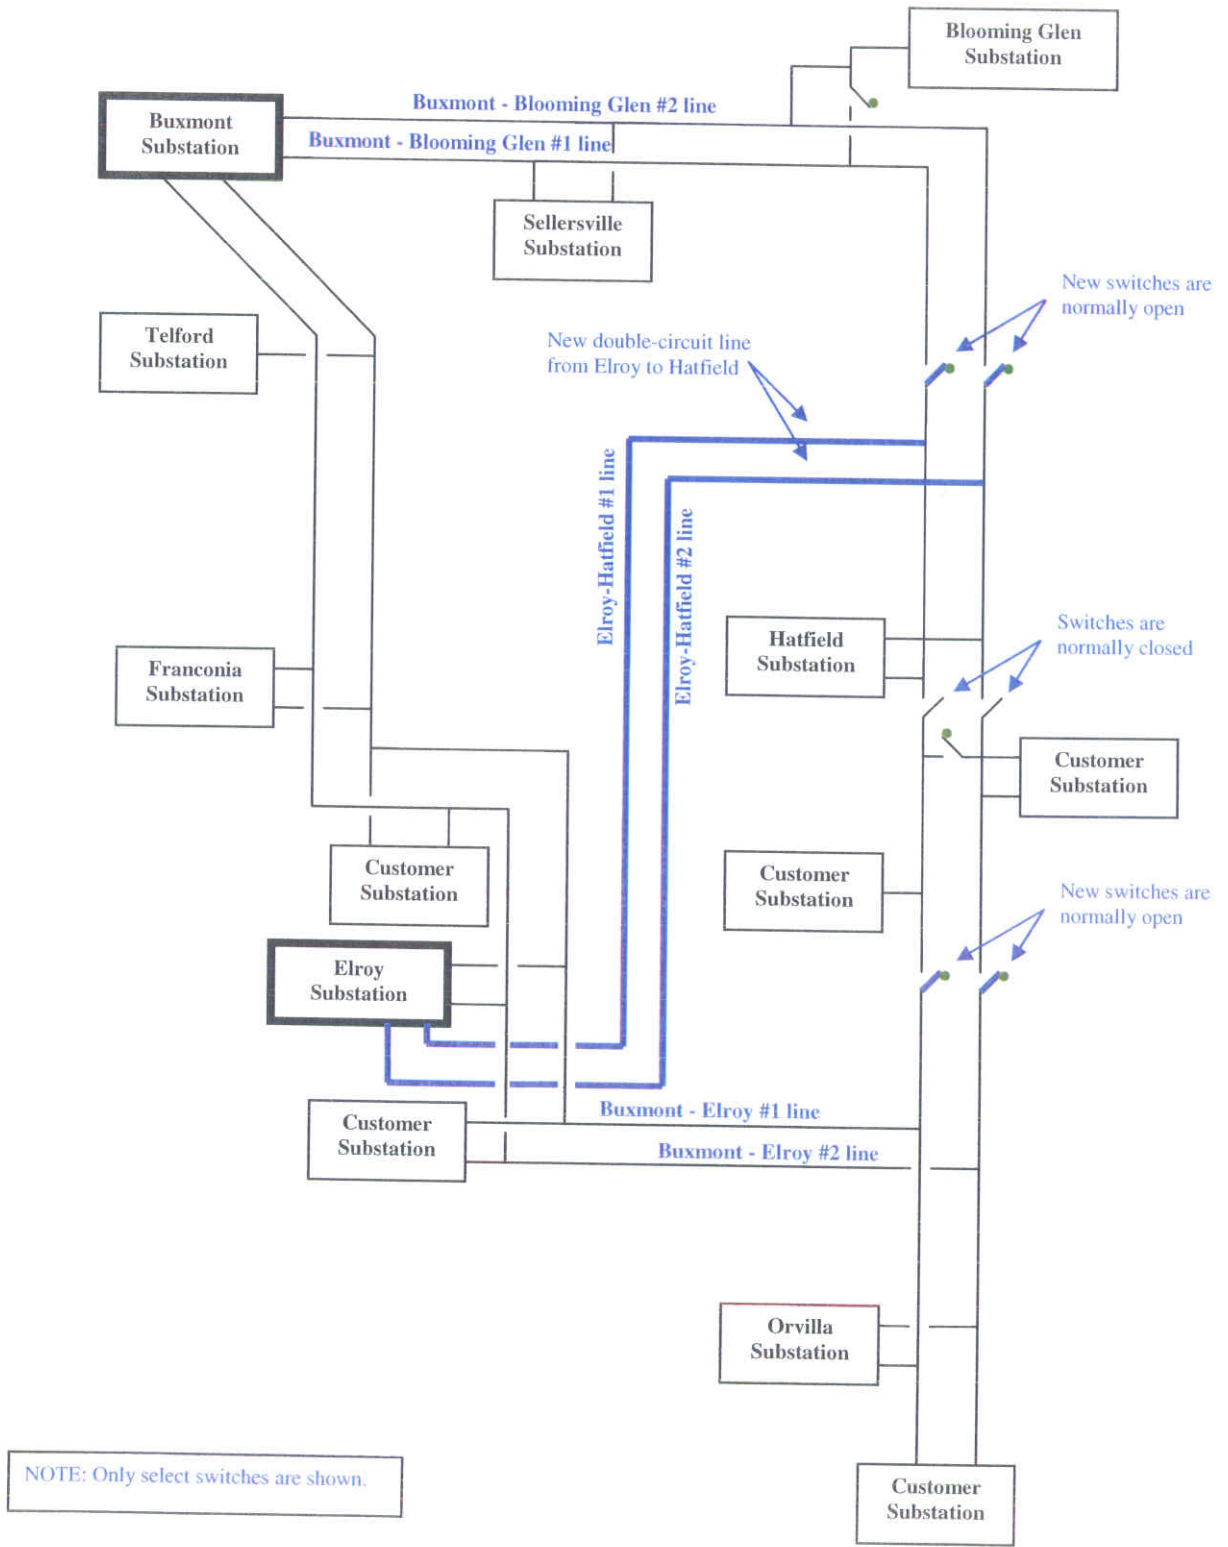 Blooming Glen
Substation
Buxmont - Blooming Glen #2 line
Buxmont
Substation
Buxmont - Blooming Glen #1 line
Sellersville
Substation
New switches are
normally open
Telford
Substation
New double-circuit line
from Elroy to Hatfield
Elroy-Hatfield #1 line
Elroy-Hatfield #2 line
Hatfield
Substation
Switches are
normally closed
Franconia
Substation
Customer
Substation
Customer
Substation
Customer
Substation
New switches are
normally open
Elroy
Substation
Buxmont - Elroy #1 line
Customer
Substation
Buxmont - Elroy #2 line
Orvilla
Substation
NOTE: Only select switches are shown.
Customer
Substation